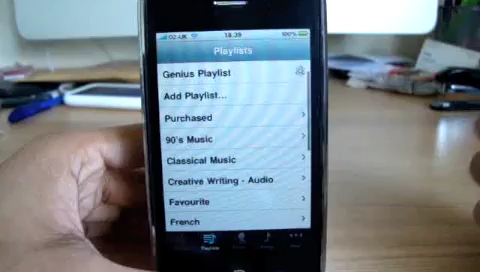 O2-UK 18:39 100%
Playlists
Genius Playlist
Add Playlist...
Purchased
90's Music
Classical Music
Creative Writing - Audio
Favourite
French
Playlists